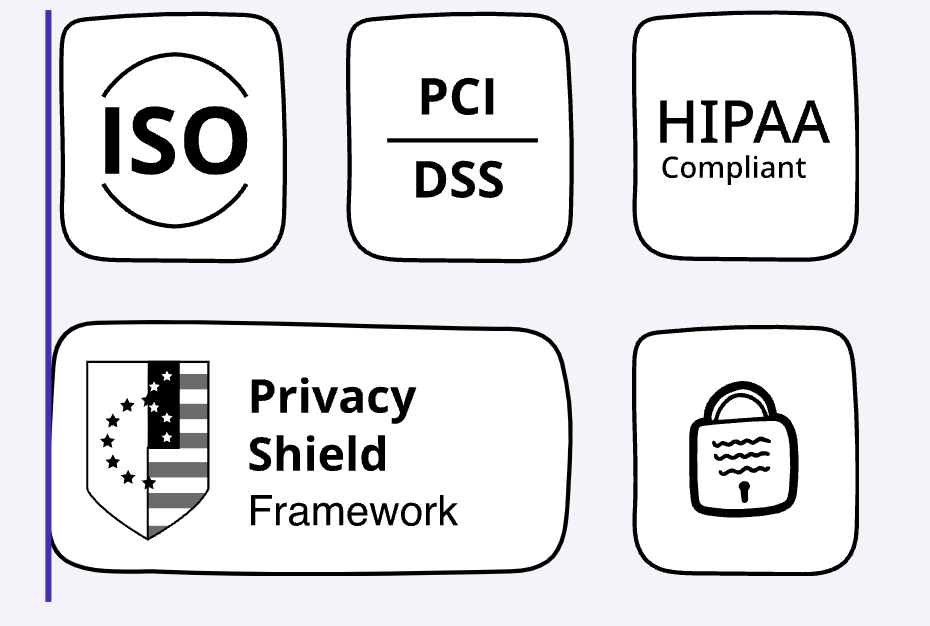 ISO
PCI
DSS
HIPAA
Compliant
Privacy
Shield
Framework